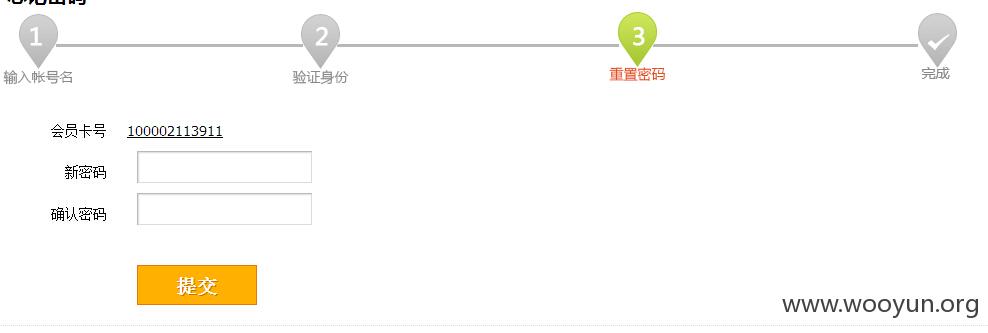 1 2 3
输入帐号名 验证身份 重置密码 完成
会员卡号 100002113911
新密码
确认密码
提交
www.wooyun.org